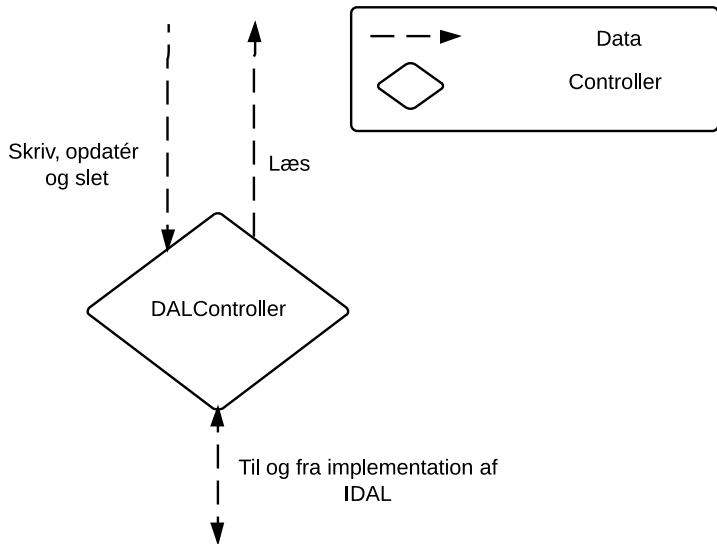 Data
Controller
Skriv, opdatér
og slet
Læs
DALController
Til og fra implementation af
IDAL